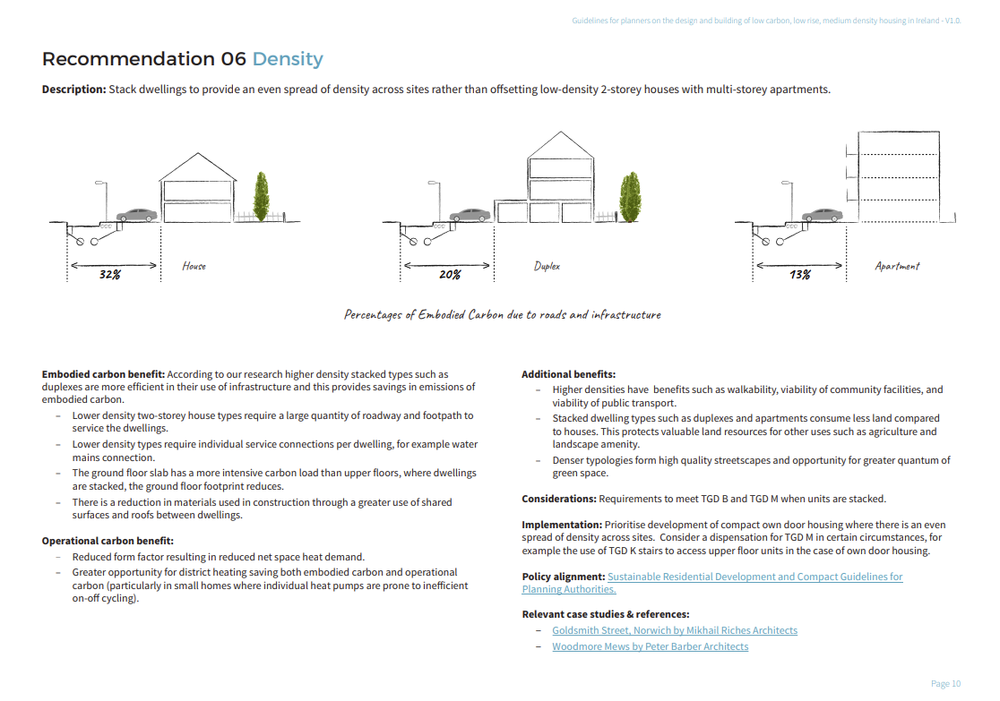 Guidelines for planners on the design and building of low carbon, low rise, medium density housing in Ireland - V1.0.
Recommendation 06 Density
Description: Stack dwellings to provide an even spread of density across sites rather than offsetting low-density 2-storey houses with multi-storey apartments.
32%
House
20%
Duplex
13%
Apartment
Percentages of Embodied Carbon due to roads and infrastructure
Embodied carbon benefit: According to our research higher density stacked types such as
duplexes are more efficient in their use of infrastructure and this provides savings in emissions of
embodied carbon.
– Lower density two-storey house types require a large quantity of roadway and footpath to
service the dwellings.
– Lower density types require individual service connections per dwelling, for example water
mains connection.
– The ground floor slab has a more intensive carbon load than upper floors, where dwellings
are stacked, the ground floor footprint reduces.
– There is a reduction in materials used in construction through a greater use of shared
surfaces and roofs between dwellings.
Operational carbon benefit:
– Reduced form factor resulting in reduced net space heat demand.
– Greater opportunity for district heating saving both embodied carbon and operational
carbon (particularly in small homes where individual heat pumps are prone to inefficient
on-off cycling).
Additional benefits:
– Higher densities have benefits such as walkability, viability of community facilities, and
viability of public transport.
– Stacked dwelling types such as duplexes and apartments consume less land compared
to houses. This protects valuable land resources for other uses such as agriculture and
landscape amenity.
– Denser typologies form high quality streetscapes and opportunity for greater quantum of
green space.
Considerations: Requirements to meet TGD B and TGD M when units are stacked.
Implementation: Prioritise development of compact own door housing where there is an even
spread of density across sites. Consider a dispensation for TGD M in certain circumstances, for
example the use of TGD K stairs to access upper floor units in the case of own door housing.
Policy alignment: Sustainable Residential Development and Compact Guidelines for
Planning Authorities.
Relevant case studies & references:
– Goldsmith Street, Norwich by Mikhail Riches Architects
– Woodmore Mews by Peter Barber Architects
Page 10